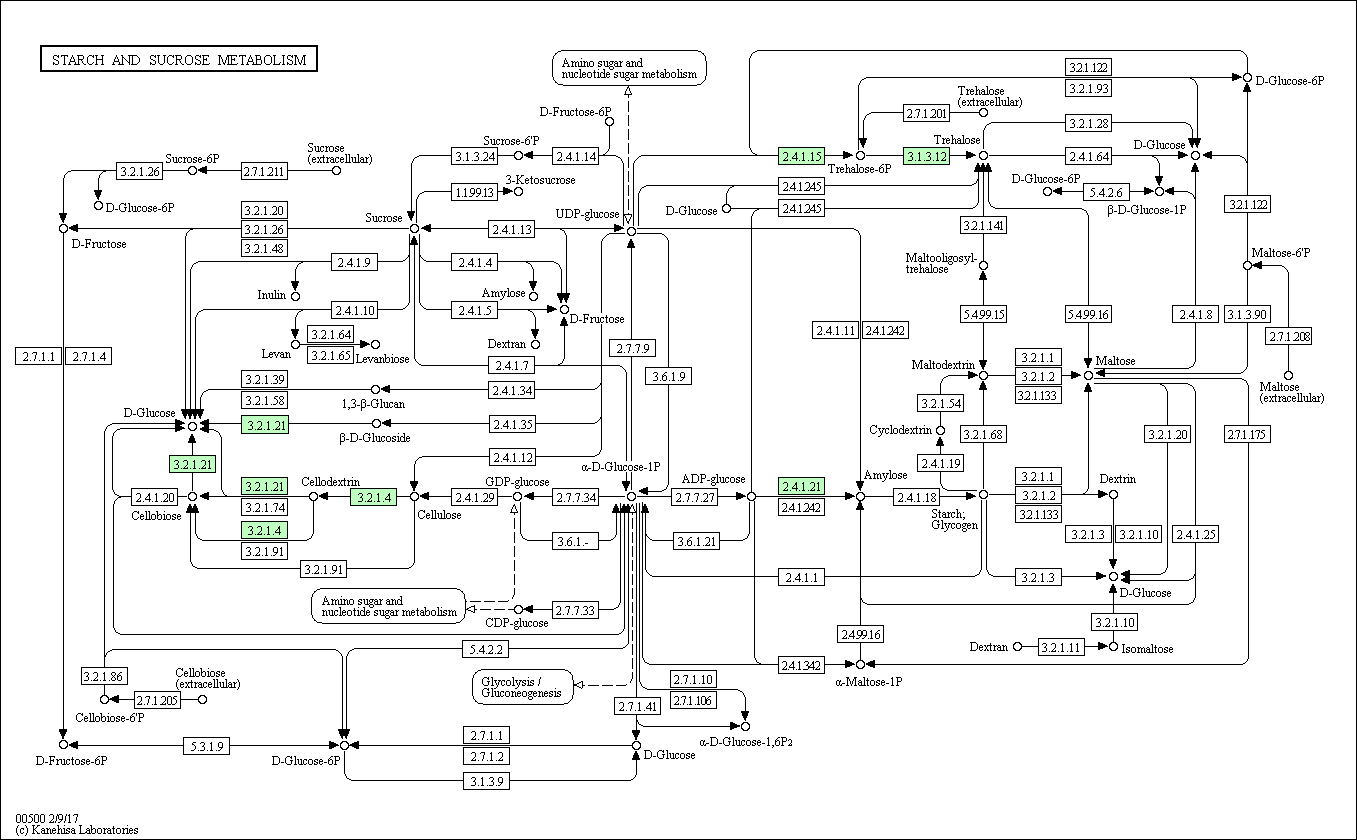 STARCH AND SUCROSE METABOLISM
Amino sugar and
nucleotide sugar metabolism
3.2.1.122
3.2.1.93
D-Glucose-6P
Trehalose
(extracellular)
2.7.1.201
D-Fructose-6P
3.2.1.28
Sucrose-6'P
Trehalose
D-Glucose
Sucrose
(extracellular)
Sucrose-6P
3.1.3.24
2.4.1.14
2.4.1.15
3.1.3.12
2.4.1.64
3.2.1.26
2.7.1.211
Trehalose-6P
3-Ketosucrose
1.1.99.13
2.4.1.245
D-Glucose-6P
5.4.2.6
D-Glucose-6P
3.2.1.20
D-Glucose
2.4.1.245
β-D-Glucose-1P
3.2.1.122
Sucrose
UDP-glucose
3.2.1.26
2.4.1.13
3.2.1.141
D-Fructose
3.2.1.48
Maltose-6'P
2.4.1.9
2.4.1.4
Maltooligosyl-
trehalose
Inulin
Amylose
2.4.1.10
2.4.1.5
D-Fructose
5.4.99.15
5.4.99.16
2.4.1.8
3.1.3.90
2.4.1.11
2.4.1.242
3.2.1.64
2.7.1.208
Levan
3.2.1.65
Levanbiose
Dextran
2.7.7.9
2.7.1.1
2.7.1.4
2.4.1.7
Maltodextrin
3.2.1.1
Maltose
3.2.1.39
3.6.1.9
3.2.1.2
3.2.1.58
1,3-β-Glucan
2.4.1.34
3.2.1.133
Maltose
(extracellular)
D-Glucose
3.2.1.54
3.2.1.21
β-D-Glucoside
2.4.1.35
Cyclodextrin
3.2.1.68
3.2.1.20
2.7.1.175
3.2.1.21
2.4.1.12
2.4.1.19
α-D-Glucose-1P
Cellodextrin
GDP-glucose
ADP-glucose
Amylose
3.2.1.1
Dextrin
3.2.1.21
2.4.1.21
2.4.1.20
3.2.1.4
2.4.1.29
2.7.7.34
2.7.7.27
2.4.1.18
3.2.1.2
3.2.1.74
2.4.1.242
Cellobiose
Cellulose
Starch;
Glycogen
3.2.1.133
3.2.1.4
3.6.1.-
3.6.1.21
3.2.1.3
3.2.1.10
2.4.1.25
3.2.1.91
3.2.1.91
2.4.1.1
3.2.1.3
D-Glucose
Amino sugar and
nucleotide sugar metabolism
2.7.7.33
CDP-glucose
3.2.1.10
2.4.99.16
5.4.2.2
Dextran
3.2.1.11
Isomaltose
2.4.1.342
3.2.1.86
Cellobiose
(extracellular)
Glycolysis /
Gluconeogenesis
2.7.1.10
α-Maltose-1P
2.7.1.205
2.7.1.106
Cellobiose-6'P
2.7.1.41
2.7.1.1
α-D-Glucose-1,6P2
5.3.1.9
D-Fructose-6P
D-Glucose-6P
2.7.1.2
D-Glucose
3.1.3.9
00500 2/9/17
(c) Kanehisa Laboratories